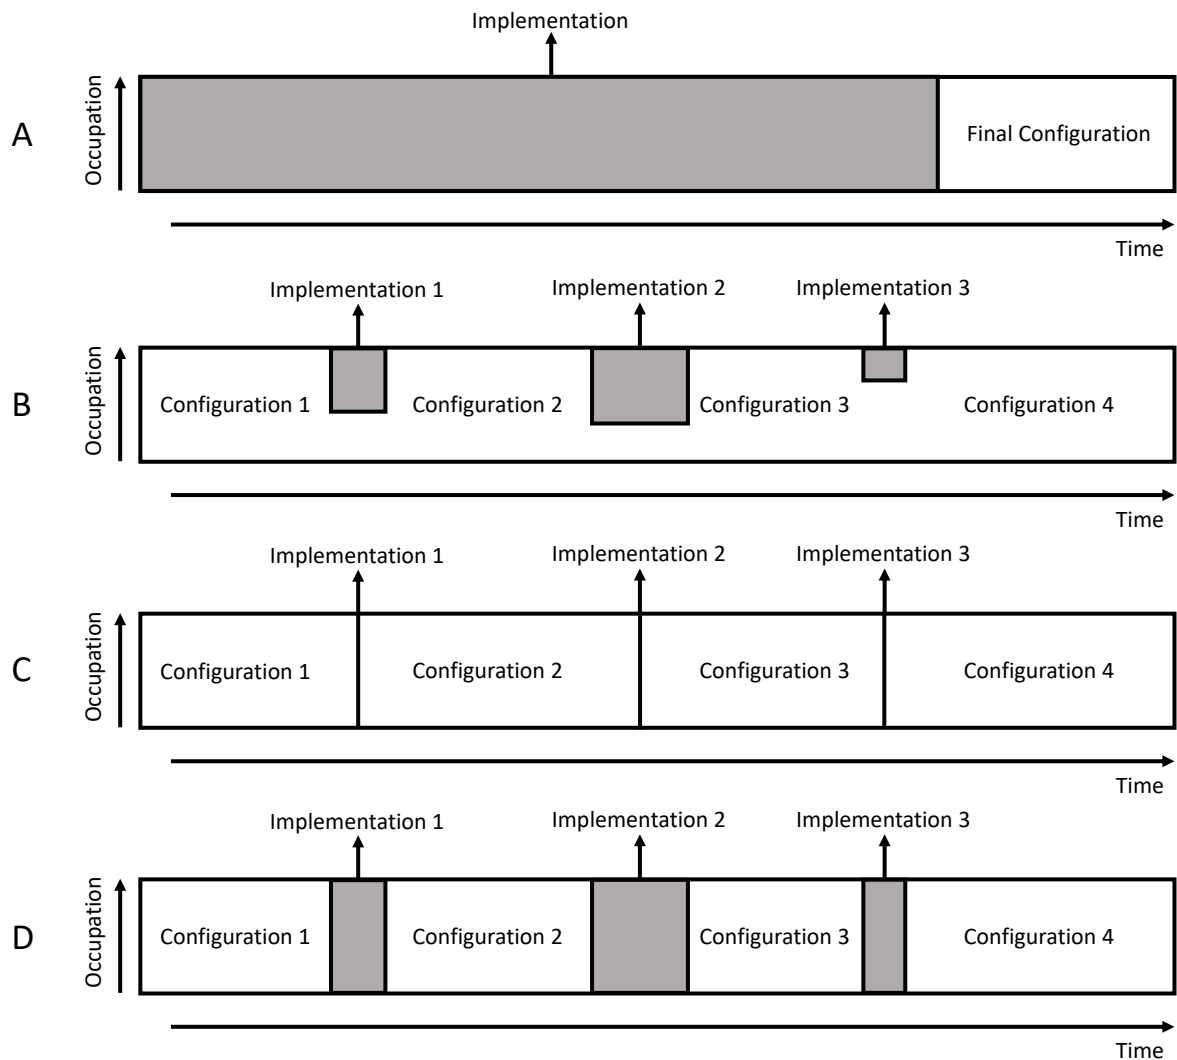 Implementation
Occupation
A
Final Configuration
Time
Implementation 1
Implementation 2
Implementation 3
Occupation
B
Configuration 1
Configuration 2
Configuration 3
Configuration 4
Time
Implementation 1
Implementation 2
Implementation 3
Occupation
C
Configuration 1
Configuration 2
Configuration 3
Configuration 4
Time
Implementation 1
Implementation 2
Implementation 3
Occupation
D
Configuration 1
Configuration 2
Configuration 3
Configuration 4
Time